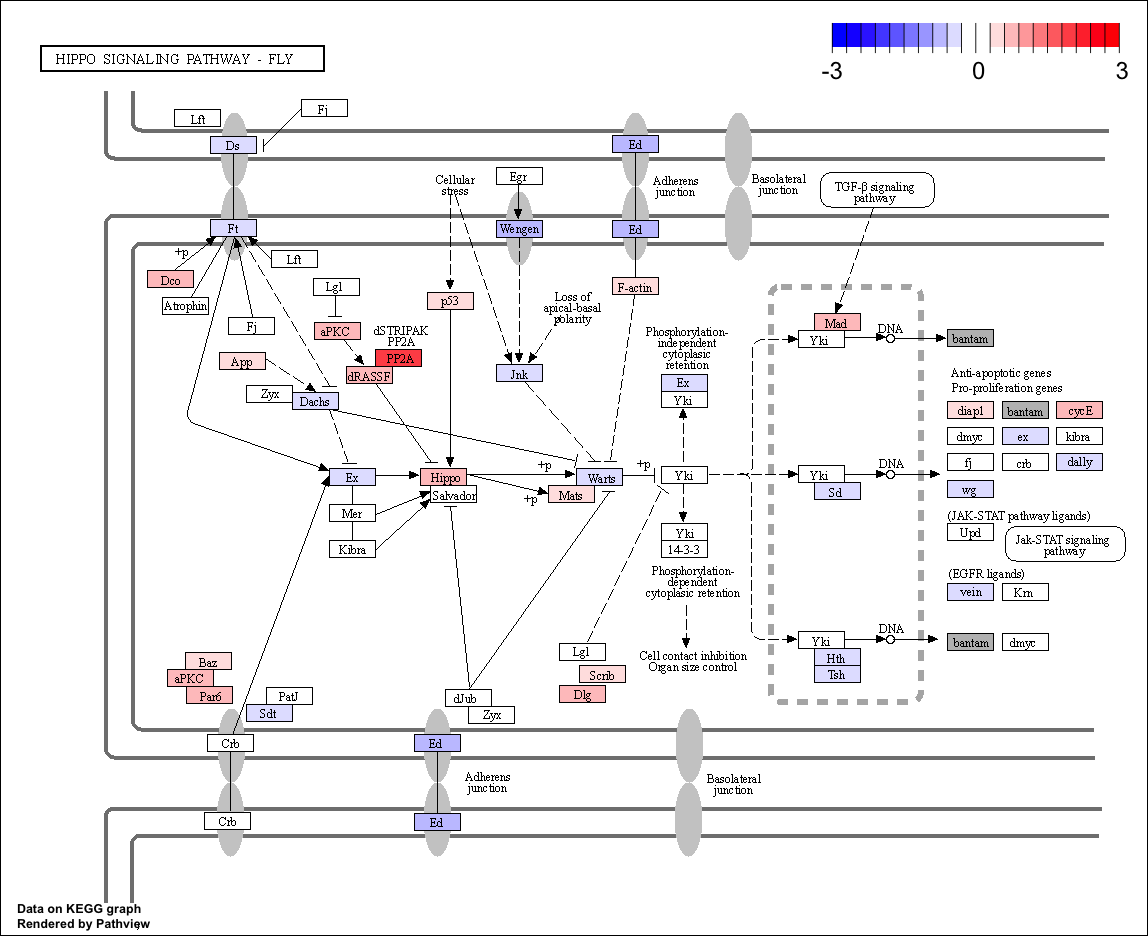 HIPPO SIGNALING PATHWAY - FLY
-3
0
3
Lft
Fj
Ds
Ed
Cellular
stress
Egr
Adherens
junction
Basolateral
junction
TGF-β signaling
pathway
Ft
Wengen
Ed
+p
Lft
Dco
Lgl
F-actin
Atrophin
p53
Loss of
apical-basal
polarity
Fj
aPKC
dSTRIPAK
PP2A
PP2A
Phosphorylation-
independent
cytoplasic
retention
Mad
Yki
DNA
bantam
App
dRASSF
Jnk
Ex
Yki
Anti-apoptotic genes
Pro-proliferation genes
Zyx
Dachs
diap1
bantam
cycE
dmyc
ex
kibra
fj
crb
dally
wg
Ex
Hippo
Salvador
+p
+p
Mats
Warts
+p
Yki
Yki
Sd
DNA
Mer
Kibra
Yki
14-3-3
(JAK-STAT pathway ligands)
Upd
Jak-STAT signaling
pathway
Phosphorylation-
dependent
cytoplasic retention
(EGFR ligands)
vein
Krn
Lgl
Cell contact inhibition
Organ size control
Yki
DNA
bantam
dmyc
Hth
Tsh
Baz
aPKC
Par6
Scrib
Dlg
PatJ
Sdt
dJub
Zyx
Crb
Ed
Adherens
junction
Basolateral
junction
Crb
Ed
Data on KEGG graph
Rendered by Pathview